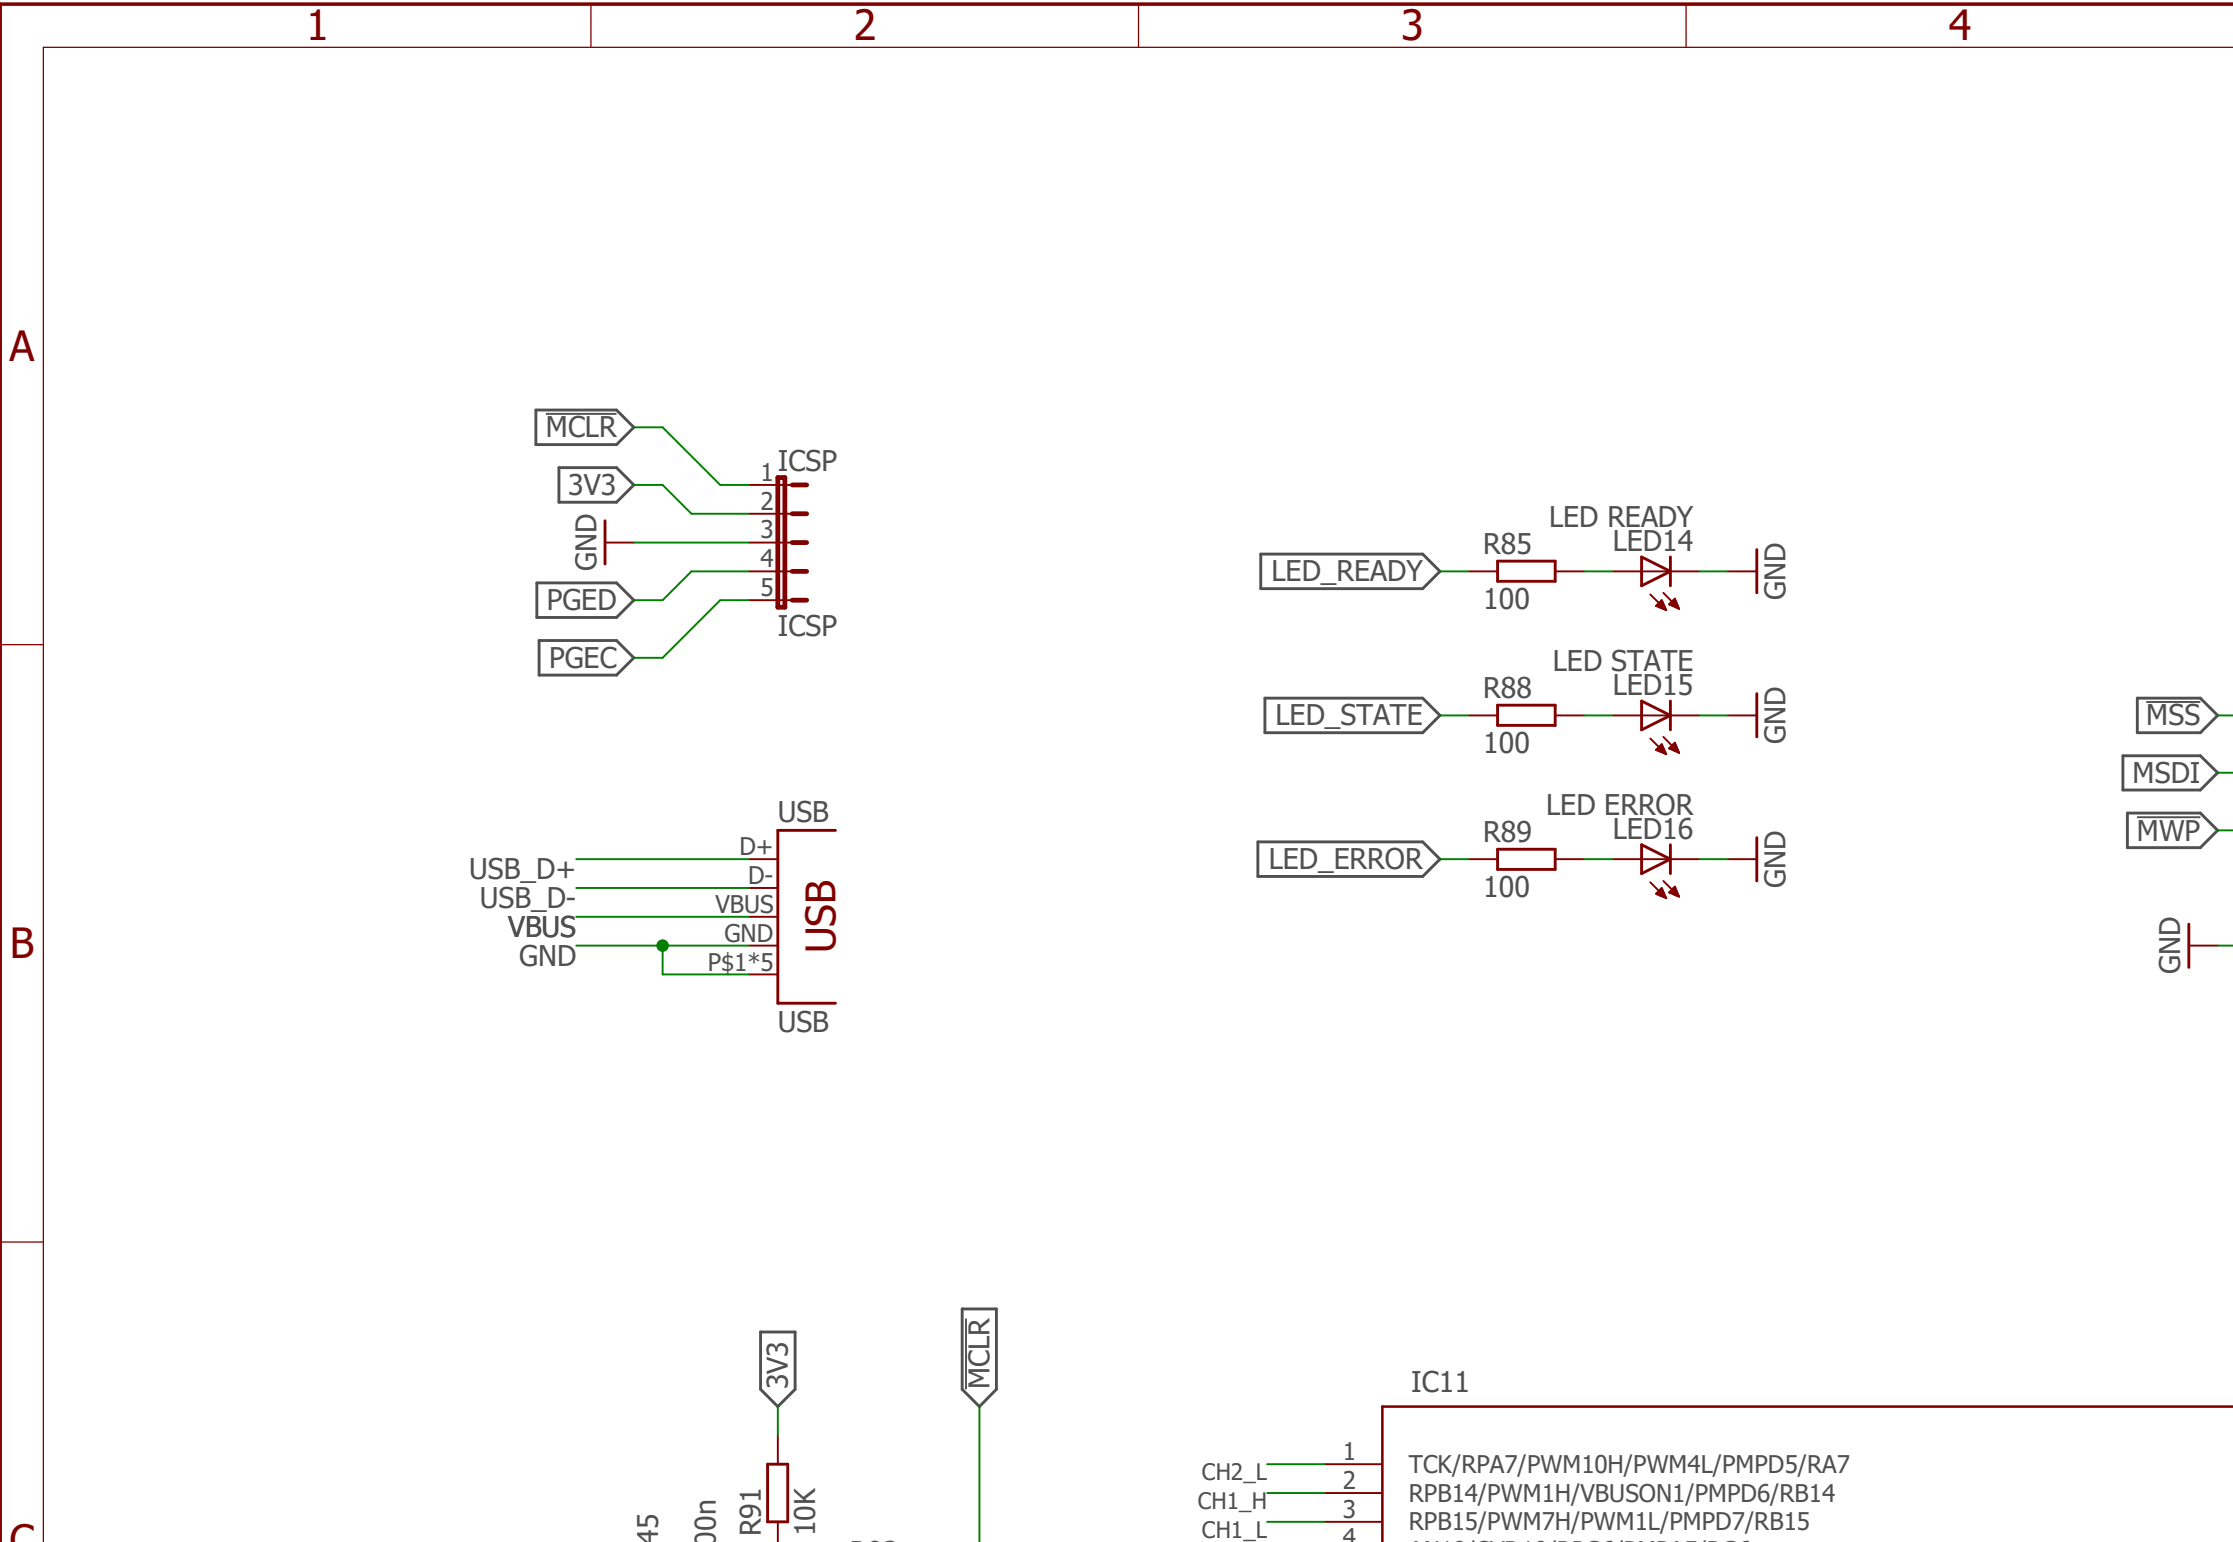 1
2
3
4
A
MCLR
ICSP
1
3V3
2
3
GND
4
PGED
5
ICSP
PGEC
LED READY
LED14
R85
LED_READY
100
GND
LED STATE
LED15
R88
LED_STATE
100
GND
LED ERROR
LED16
R89
LED_ERROR
100
GND
MSS
MSDI
MWP
GND
B
USB
D+
USB_D+
D-
USB_D-
VBUS
VBUS
GND
GND
P$1*5
USB
USB
3V3
MCLR
R91
10K
45
00n
C
IC11
1
CH2_L
TCK/RPA7/PWM10H/PWM4L/PMPD5/RA7
2
CH1_H
RPB14/PWM1H/VBUSON1/PMPD6/RB14
3
CH1_L
RPB15/PWM7H/PWM1L/PMPD7/RB15
4